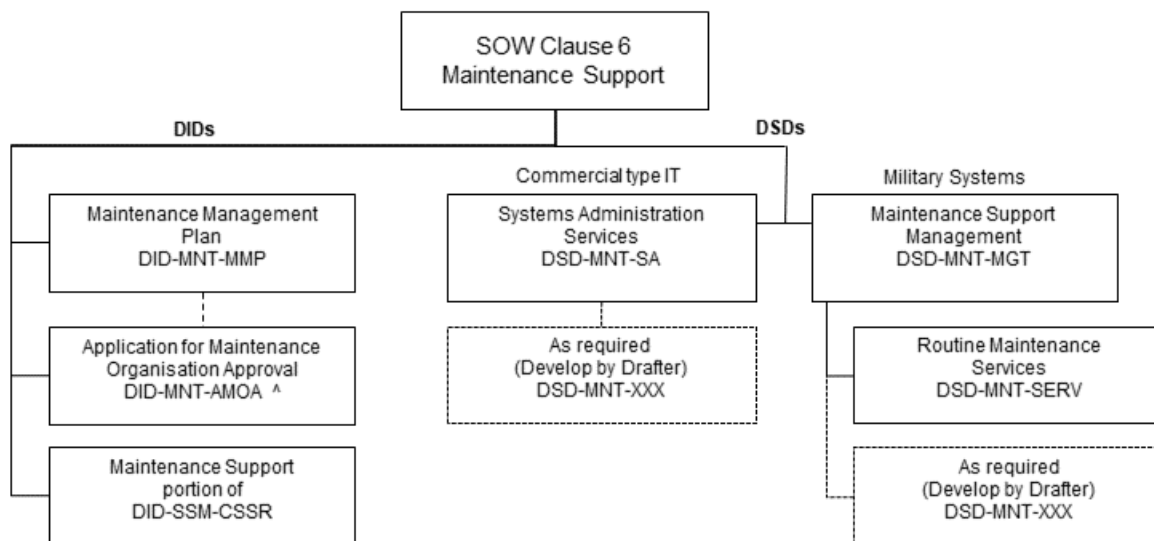 SOW Clause 6
Maintenance Support
DIDs
DSDs
Commercial type IT
Military Systems
Maintenance Management
Plan
DID-MNT-MMP
Systems Administration
Services
DSD-MNT-SA
Maintenance Support
Management
DSD-MNT-MGT
Application for Maintenance
Organisation Approval
DID-MNT-AMOA ^
As required
(Develop by Drafter)
DSD-MNT-XXX
Routine Maintenance
Services
DSD-MNT-SERV
Maintenance Support
portion of
DID-SSM-CSSR
As required
(Develop by Drafter)
DSD-MNT-XXX